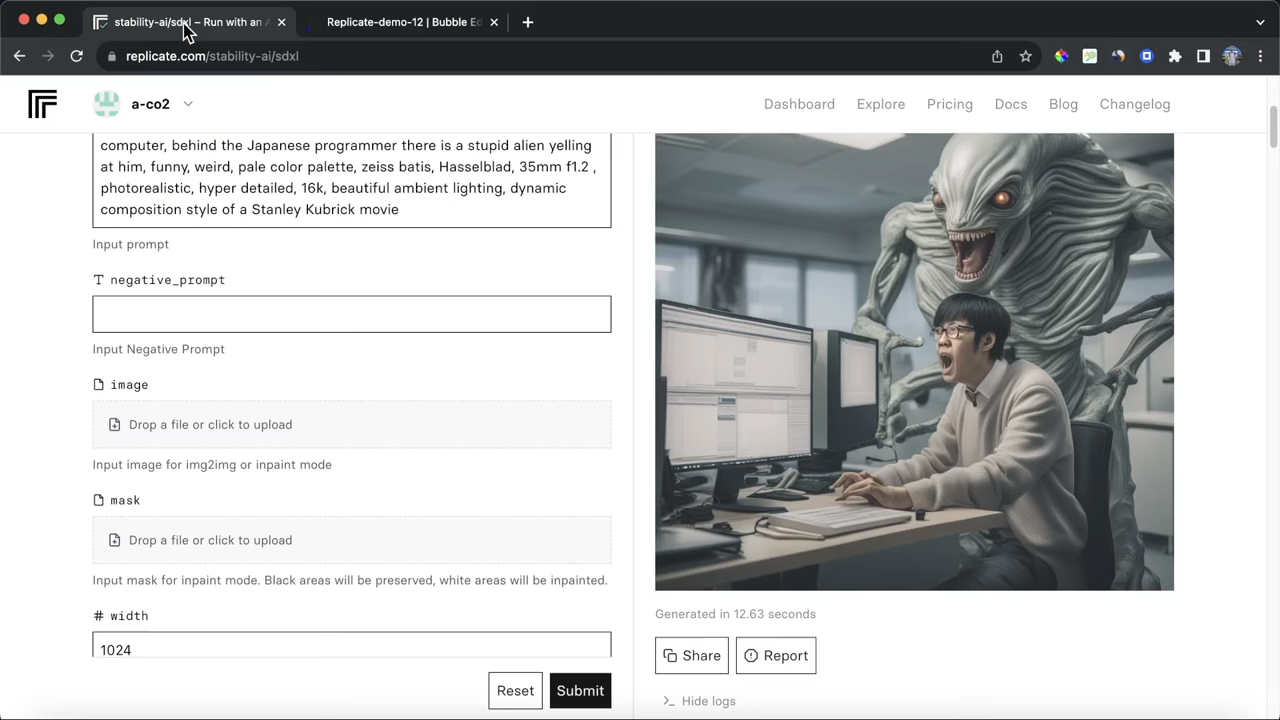 stability-ai/sdxl – Run with an A
Replicate-demo-12 | Bubble Ed
replicate.com/stability-ai/sdxl
a-co2
Dashboard
Explore
Pricing
Docs
Blog
Changelog
computer, behind the Japanese programmer there is a stupid alien yelling
at him, funny, weird, pale color palette, zeiss batis, Hasselblad, 35mm f1.2 ,
photorealistic, hyper detailed, 16k, beautiful ambient lighting, dynamic
composition style of a Stanley Kubrick movie
Input prompt
negative_prompt
Input Negative Prompt
image
Drop a file or click to upload
Input image for img2img or inpaint mode
mask
Drop a file or click to upload
Input mask for inpaint mode. Black areas will be preserved, white areas will be inpainted.
# width
1024
Reset
Submit
Generated in 12.63 seconds
Share
Report
Hide logs